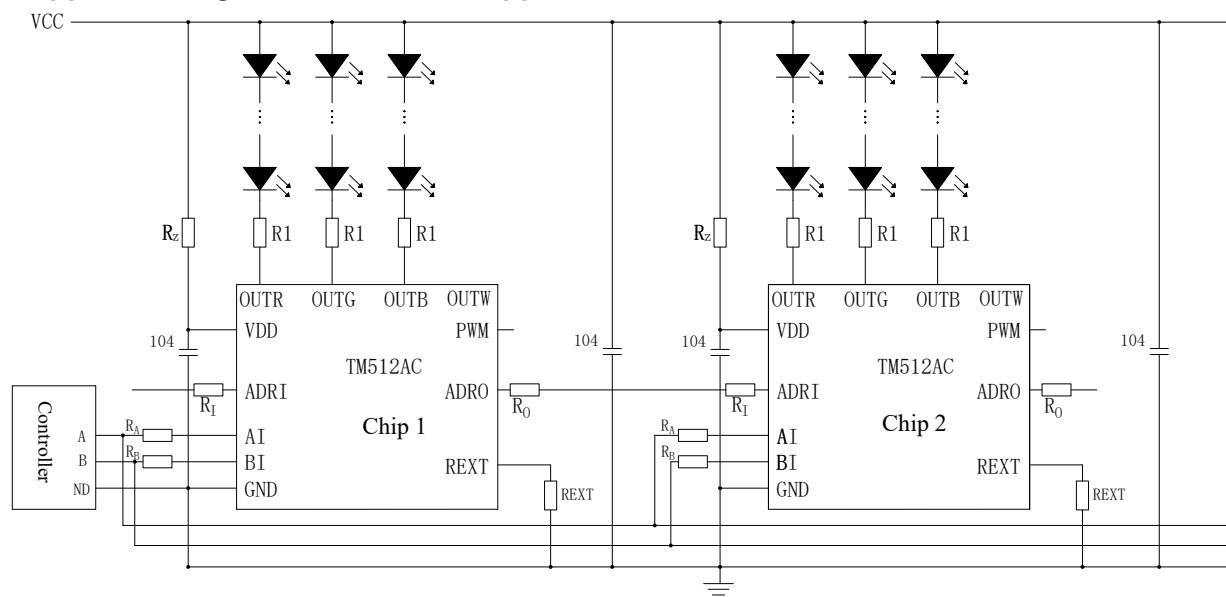 VCC
Rz R1 R1 R1 Rz R1 R1 R1
OUTR OUTG OUTB OUTW OUTR OUTG OUTB OUTW
VDD PWM VDD PWM
104 104 104 104
TM512AC TM512AC
ADRI ADRO ADRI ADRO
RI RO RI RO
Controller
Chip 1 Chip 2
A RA AI RA AI
B RB BI REXT RB BI REXT
ND GND REXT GND REXT